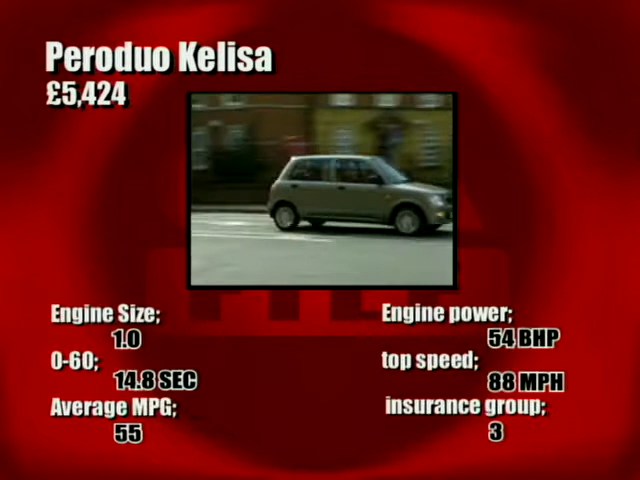 Peroduo Kelisa
£5,424
Engine Size;
1.0
0-60;
14.8 SEC
Average MPG;
55
Engine power;
54 BHP
top speed;
88 MPH
insurance group;
3